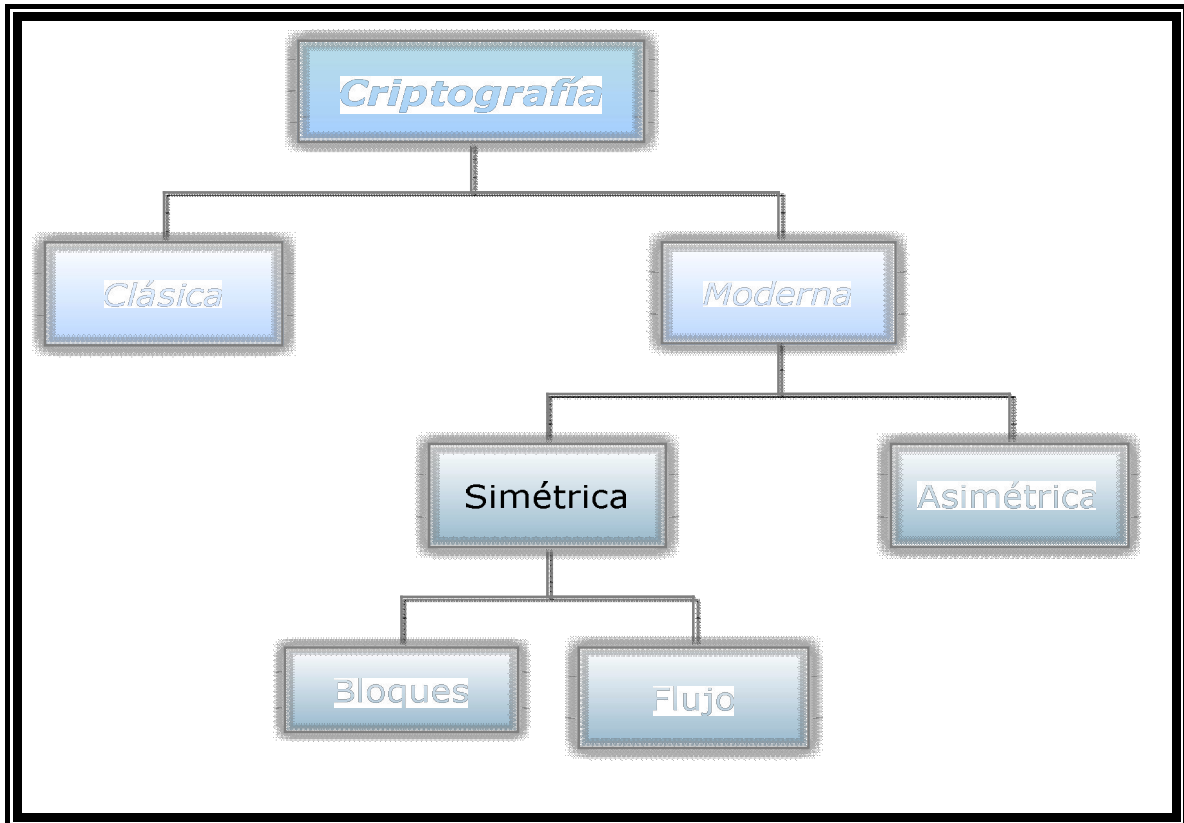 Criptografía
Clásica
Moderna
Simétrica
Asimétrica
Bloques
Flujo